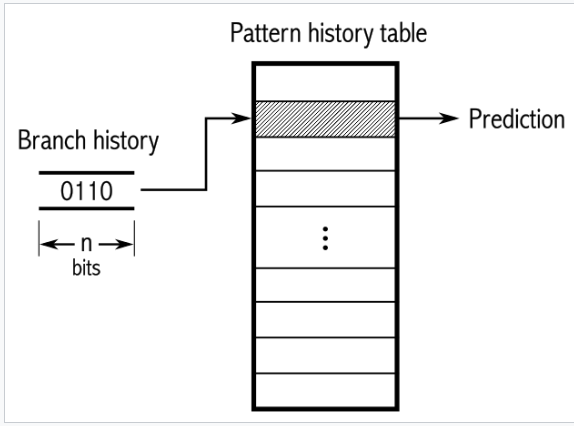 Pattern history table
Prediction
Branch history
0110
n
bits